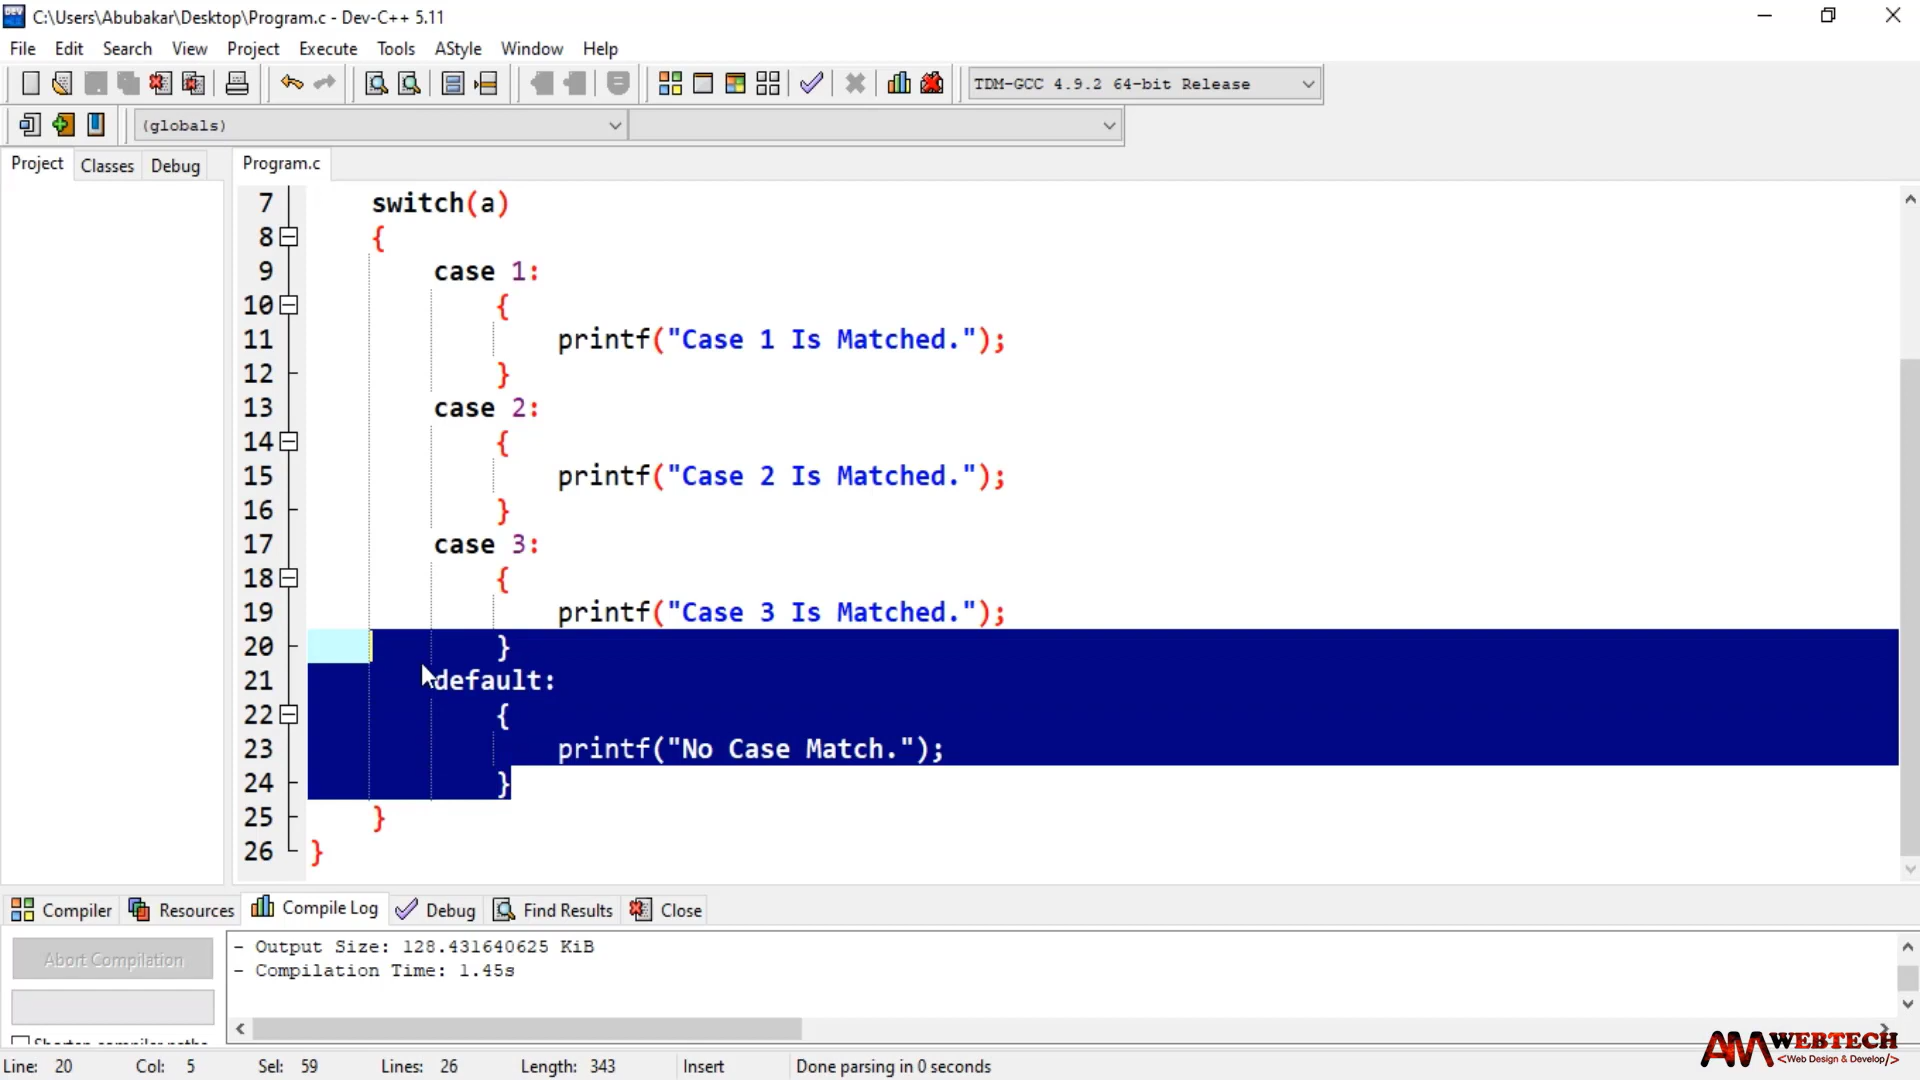 C:\Users\Abubakar\Desktop\Program.c - Dev-C++ 5.11
File Edit Search View Project Execute Tools AStyle Window Help
TDM-GCC 4.9.2 64-bit Release
(globals)
Project Classes Debug Program.c
7 switch(a)
8 {
9 case 1:
10 {
11 printf("Case 1 Is Matched.");
12 }
13 case 2:
14 {
15 printf("Case 2 Is Matched.");
16 }
17 case 3:
18 {
19 printf("Case 3 Is Matched.");
20 }
21 default:
22 {
23 printf("No Case Match.");
24 }
25 }
26 }
Compiler Resources Compile Log Debug Find Results Close
Abort Compilation
- Output Size: 128.431640625 KiB
- Compilation Time: 1.45s
Shorten compiler paths
AMWEBTECH
<Web Design & Develop/>
Line: 20 Col: 5 Sel: 59 Lines: 26 Length: 343 Insert Done parsing in 0 seconds